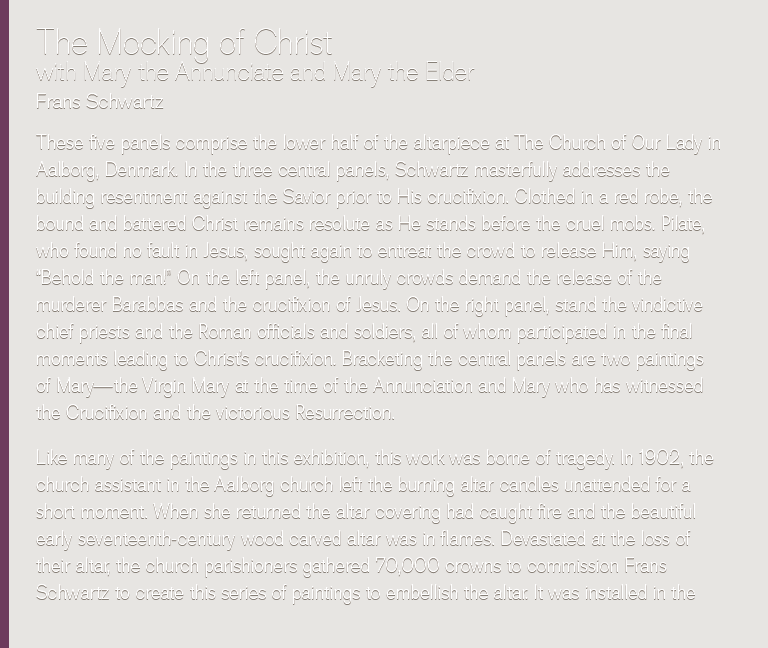 The Mocking of Christ
with Mary the Annunciate and Mary the Elder
Frans Schwartz
These five panels comprise the lower half of the altarpiece at The Church of Our Lady in
Aalborg, Denmark. In the three central panels, Schwartz masterfully addresses the
building resentment against the Savior prior to His crucifixion. Clothed in a red robe, the
bound and battered Christ remains resolute as He stands before the cruel mobs. Pilate,
who found no fault in Jesus, sought again to entreat the crowd to release Him, saying
"Behold the man!" On the left panel, the unruly crowds demand the release of the
murderer Barabbas and the crucifixion of Jesus. On the right panel, stand the vindictive
chief priests and the Roman officials and soldiers, all of whom participated in the final
moments leading to Christ's crucifixion. Bracketing the central panels are two paintings
of Mary—the Virgin Mary at the time of the Annunciation and Mary who has witnessed
the Crucifixion and the victorious Resurrection.
Like many of the paintings in this exhibition, this work was borne of tragedy. In 1902, the
church assistant in the Aalborg church left the burning altar candles unattended for a
short moment. When she returned the altar covering had caught fire and the beautiful
early seventeenth-century wood carved altar was in flames. Devastated at the loss of
their altar, the church parishioners gathered 70,000 crowns to commission Frans
Schwartz to create this series of paintings to embellish the altar. It was installed in the